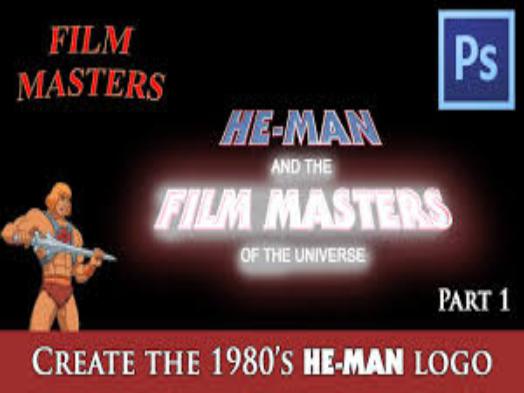 FILM
MASTERS
Ps
HE-MAN
AND THE
FILM MASTERS
OF THE UNIVERSE
PART 1
CREATE THE 1980'S HE-MAN LOGO